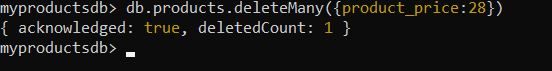 myproductsdb> db.products.deleteMany({product_price:28})
{ acknowledged: true, deletedCount: 1 }
myproductsdb>